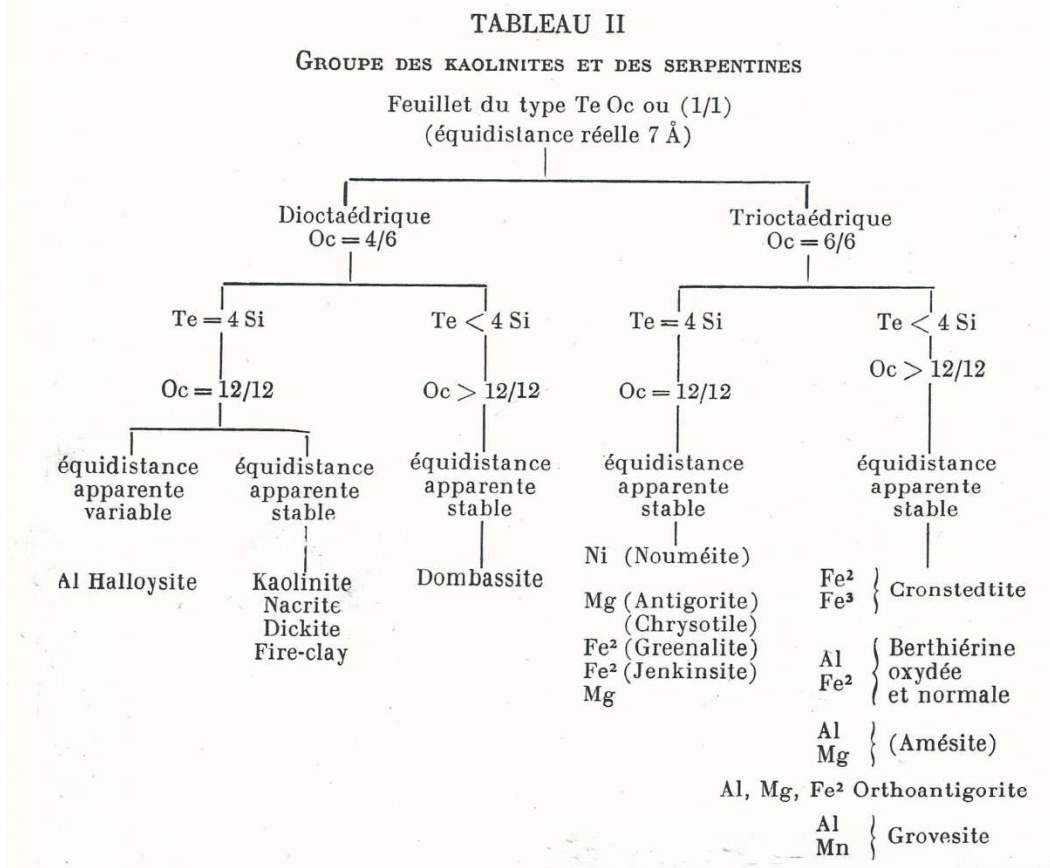 TABLEAU II
GROUPE DES KAOLINITES ET DES SERPENTINES
Feuillet du type Te Oc ou (1/1)
(équidistance réelle 7 Å)
Dioctaédrique
Oc = 4/6
Trioctaédrique
Oc = 6/6
Te = 4 Si
Te < 4 Si
Te = 4 Si
Te < 4 Si
Oc = 12/12
Oc > 12/12
Oc = 12/12
Oc > 12/12
équidistance
apparente
variable
équidistance
apparente
stable
équidistance
apparente
stable
équidistance
apparente
stable
équidistance
apparente
stable
Al Halloysite
Kaolinite
Nacrite
Dickite
Fire-clay
Dombassite
Ni (Nouméite)
Mg (Antigorite)
(Chrysotile)
Fe² (Greenalite)
Fe² (Jenkinsite)
Mg
Fe²
Fe³
Cronstedtite
Al
Fe²
Berthiérine
oxydée
et normale
Al
Mg
(Amésite)
Al, Mg, Fe² Orthoantigorite
Al
Mn
Grovesite